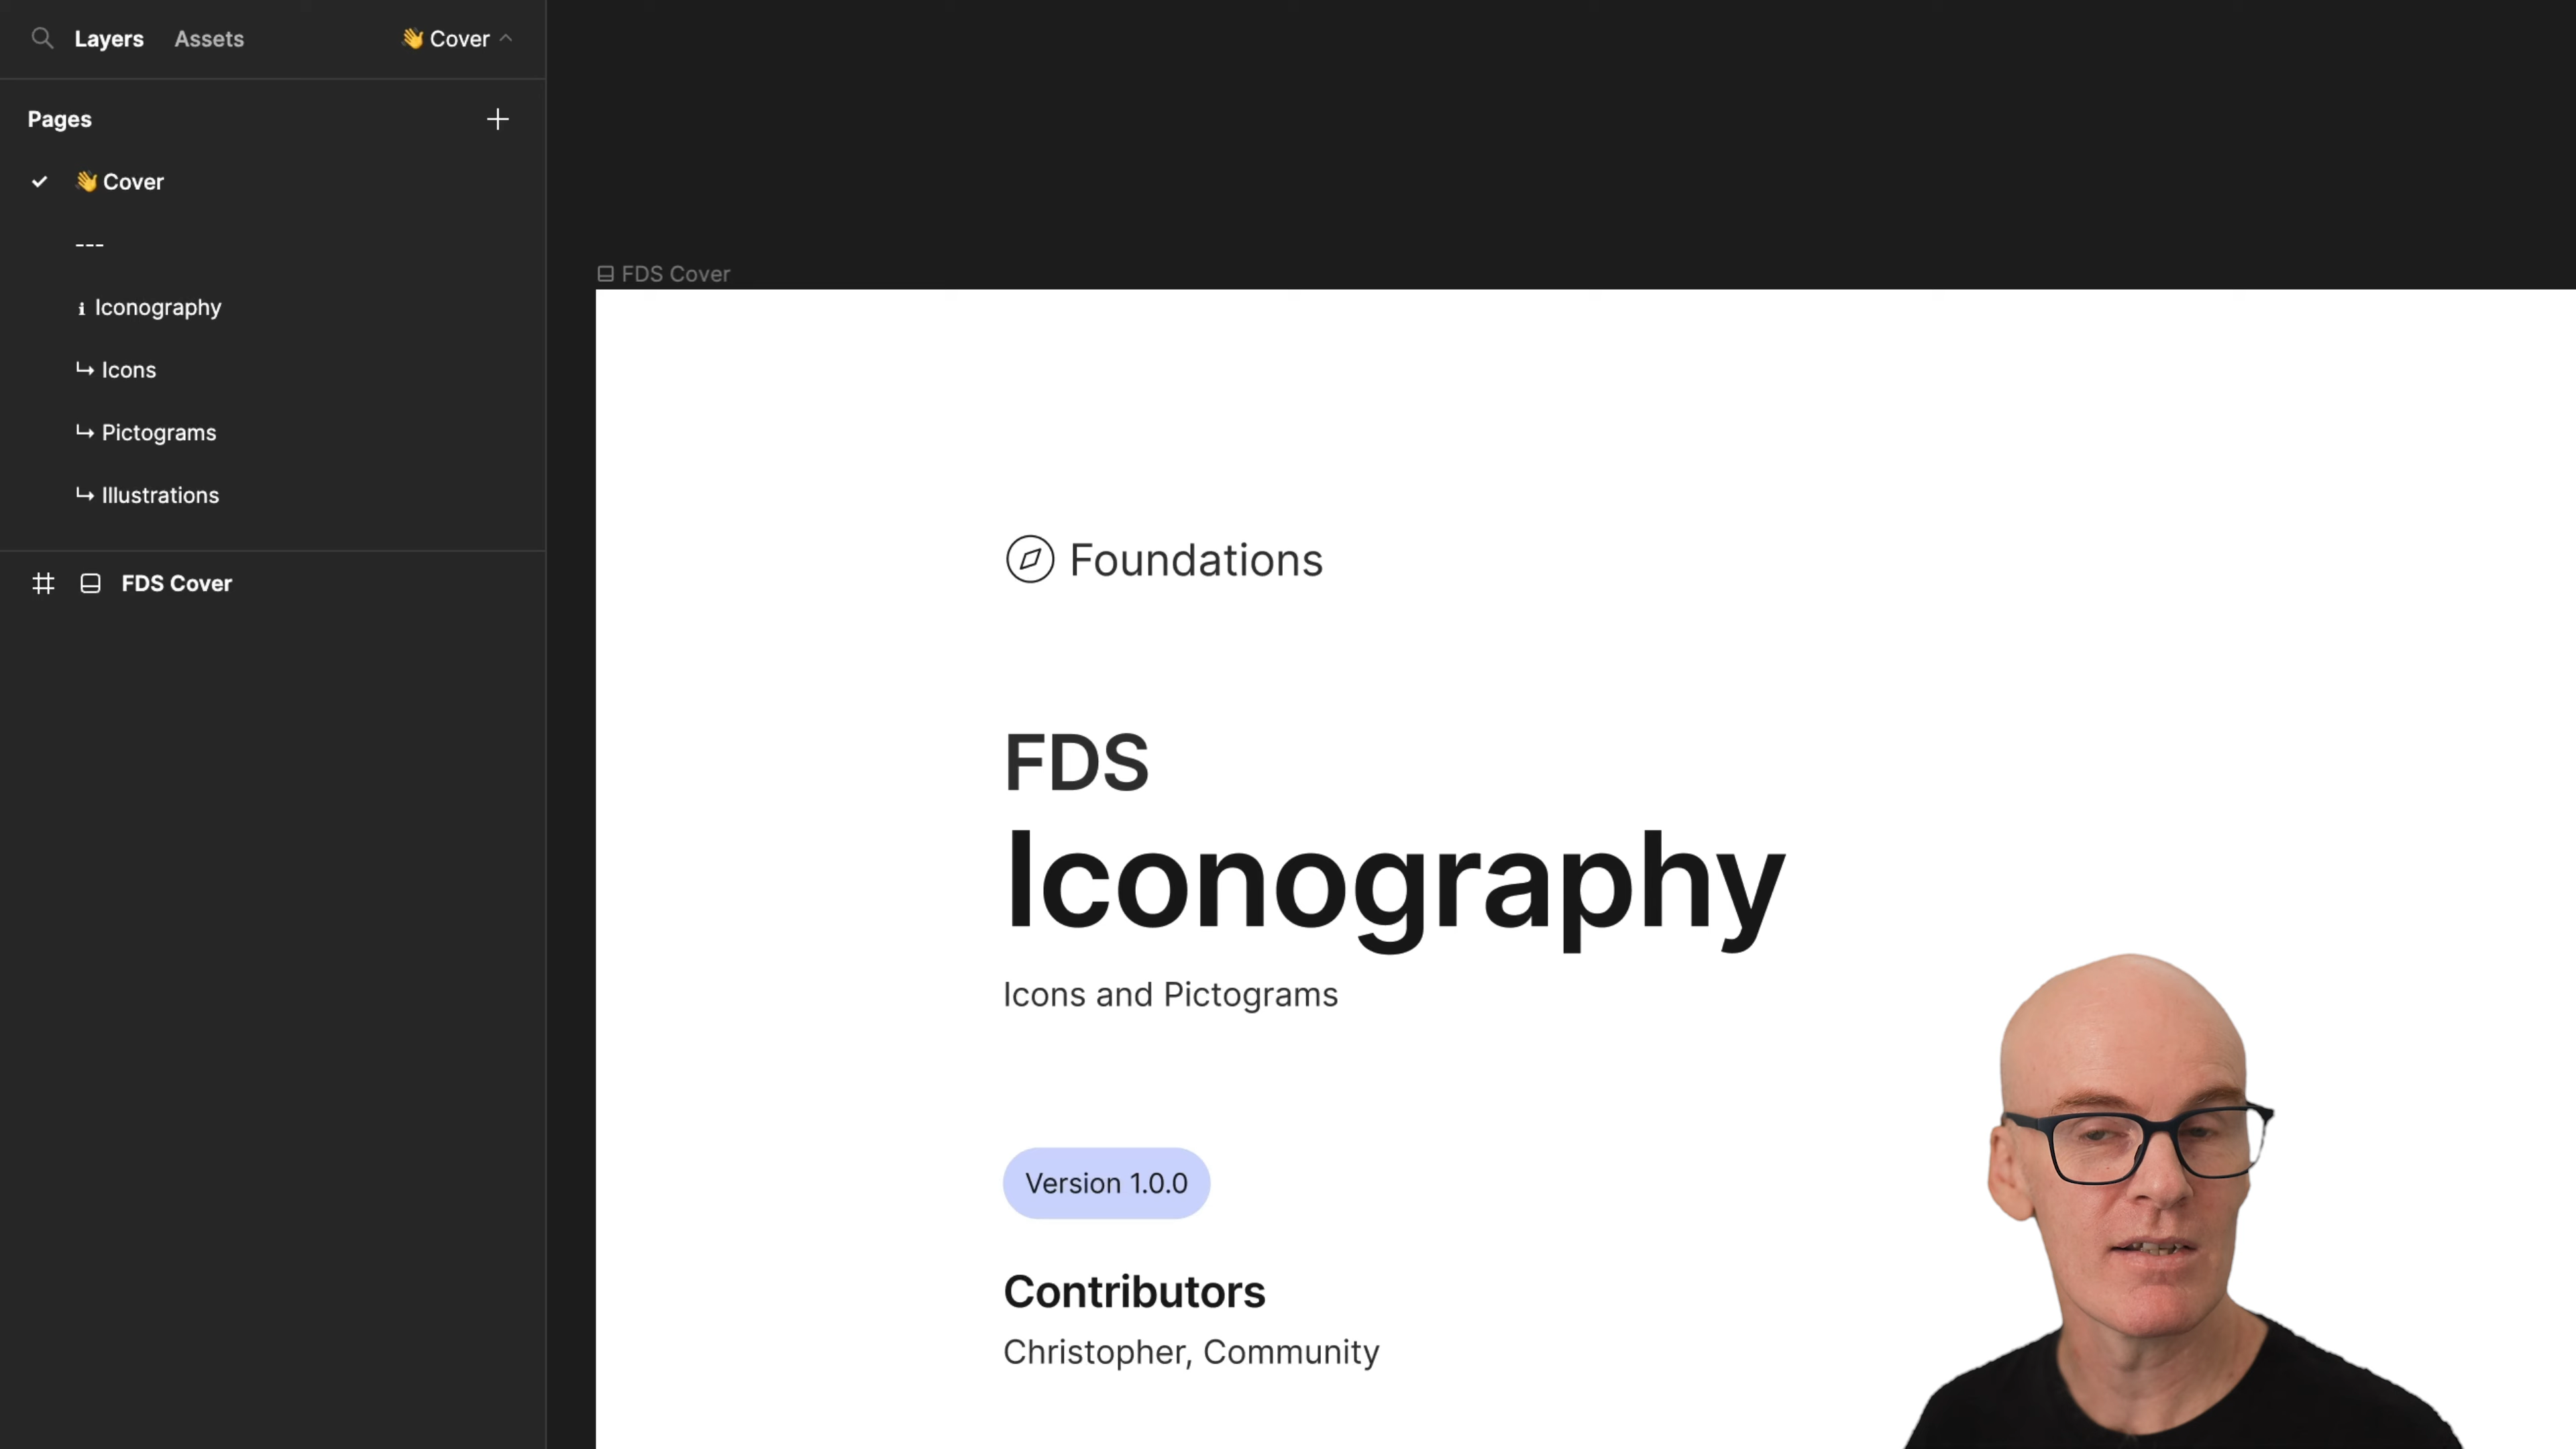 Layers Assets 👋 Cover
Pages
👋 Cover
---
ℹ Iconography
↳ Icons
↳ Pictograms
↳ Illustrations
FDS Cover
FDS Cover
Foundations
FDS
Iconography
Icons and Pictograms
Version 1.0.0
Contributors
Christopher, Community